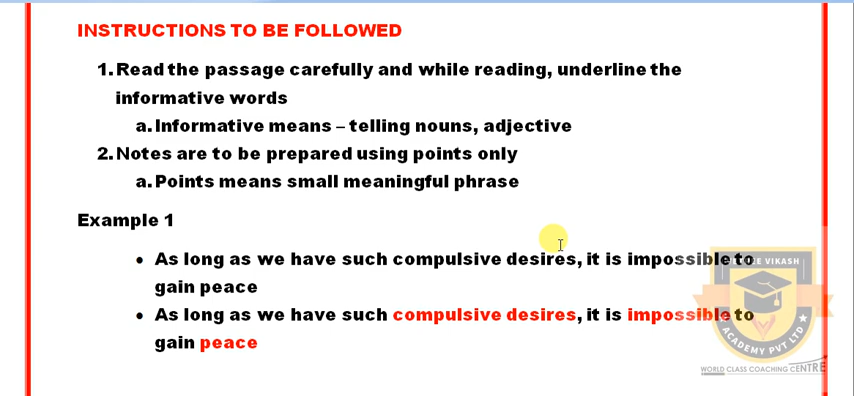 INSTRUCTIONS TO BE FOLLOWED
1. Read the passage carefully and while reading, underline the
informative words
a. Informative means – telling nouns, adjective
2. Notes are to be prepared using points only
a. Points means small meaningful phrase
Example 1
• As long as we have such compulsive desires, it is impossible to
gain peace
• As long as we have such compulsive desires, it is impossible to
gain peace
VIKASH
ACADEMY PVT LTD
WORLD CLASS COACHING CENTRE